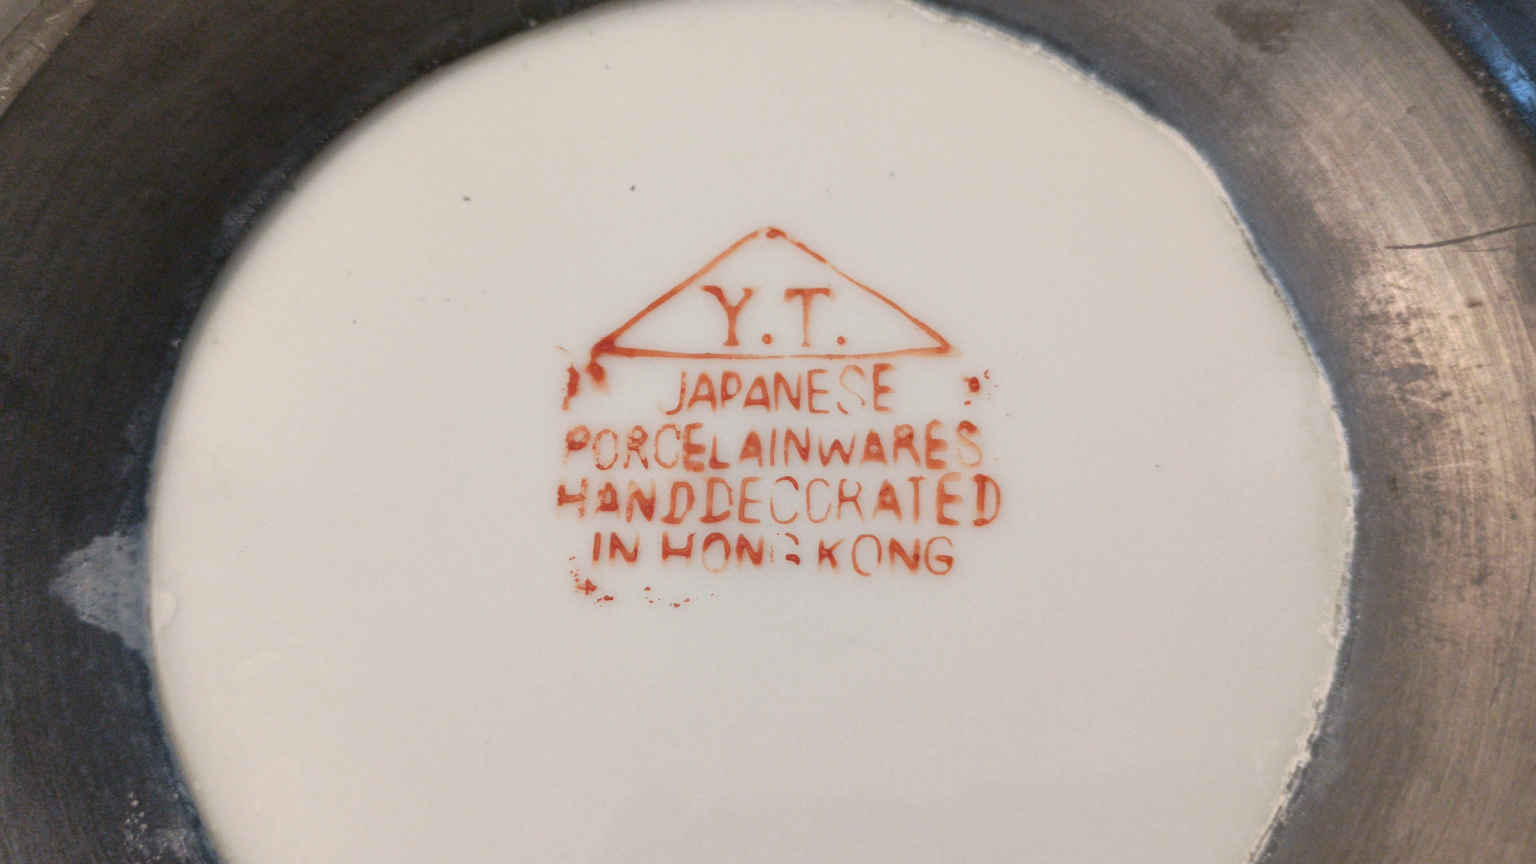 Y.T.
JAPANESE
PORCELAINWARES
HANDDECORATED
IN HONG KONG